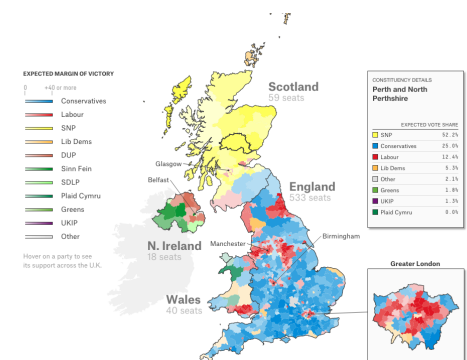 EXPECTED MARGIN OF VICTORY
0 +40 or more
Conservatives
Labour
SNP
Lib Dems
DUP
Sinn Fein
SDLP
Plaid Cymru
Greens
UKIP
Other
Hover on a party to see
its support across the U.K.
Scotland
59 seats
Glasgow
Belfast
England
533 seats
N. Ireland
18 seats
Manchester
Birmingham
Wales
40 seats
CONSTITUENCY DETAILS
Perth and North
Perthshire
EXPECTED VOTE SHARE
SNP 52.2%
Conservatives 25.0%
Labour 12.4%
Lib Dems 5.3%
Other 2.1%
Greens 1.8%
UKIP 1.3%
Plaid Cymru 0.0%
Greater London